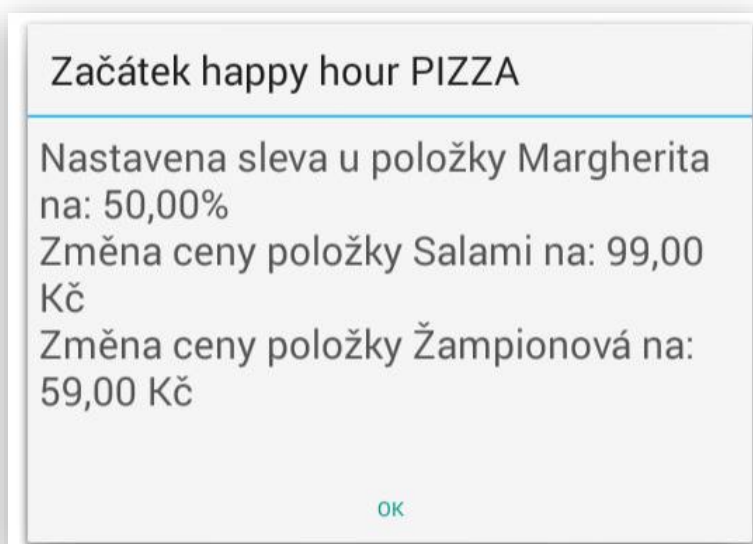 Začátek happy hour PIZZA
Nastavena sleva u položky Margherita
na: 50,00%
Změna ceny položky Salami na: 99,00
Kč
Změna ceny položky Žampionová na:
59,00 Kč
OK